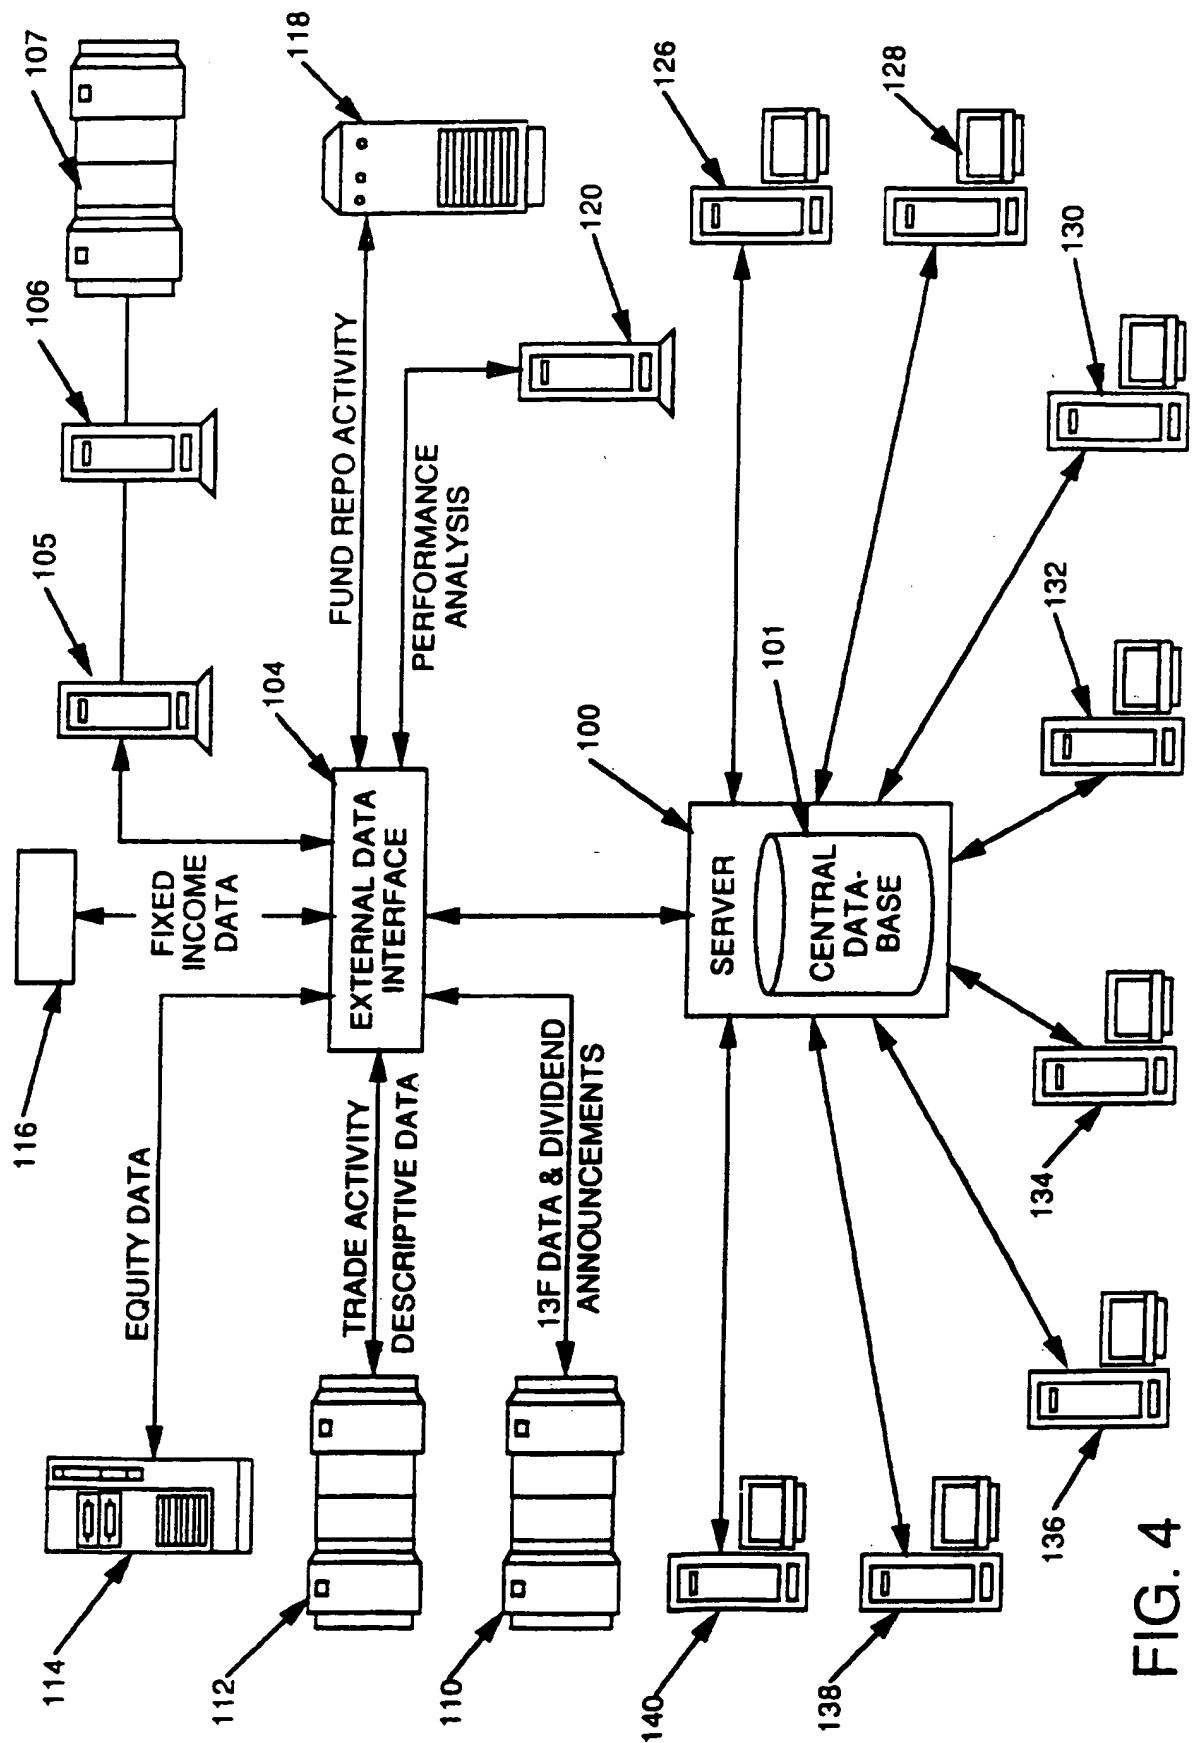 107
106
105
118
120
116
FIXED
INCOME
DATA
EQUITY DATA
114
104
EXTERNAL DATA
INTERFACE
FUND REPO ACTIVITY
PERFORMANCE
ANALYSIS
TRADE ACTIVITY
DESCRIPTIVE DATA
112
13F DATA & DIVIDEND
ANNOUNCEMENTS
110
100
101
SERVER
CENTRAL
DATA-
BASE
126
128
130
132
134
136
138
140
FIG. 4